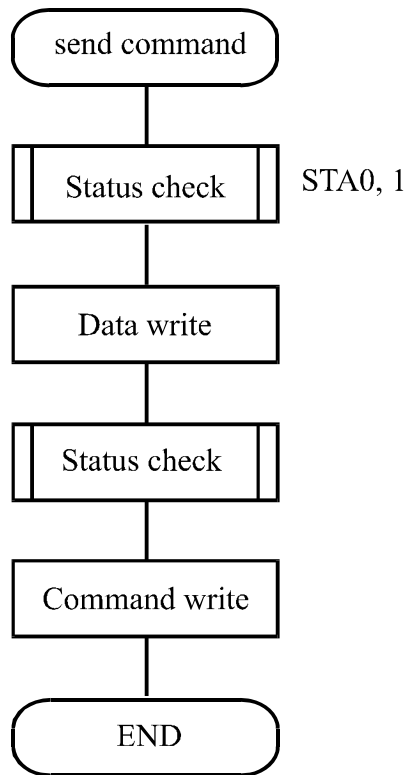 send command
Status check
STA0, 1
Data write
Status check
Command write
END